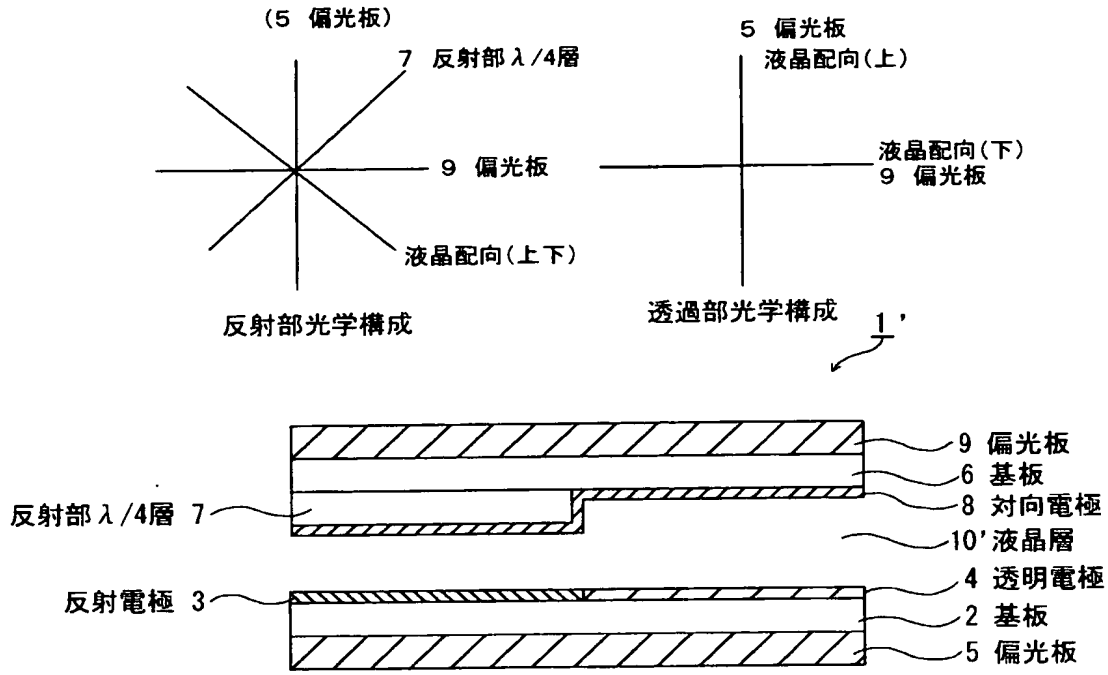 (5 偏光板)
7 反射部λ/4層
9 偏光板
液晶配向(上下)
反射部光学構成
5 偏光板
液晶配向(上)
液晶配向(下)
9 偏光板
透過部光学構成
1'
9 偏光板
6 基板
8 対向電極
10'液晶層
4 透明電極
2 基板
5 偏光板
反射部λ/4層 7
反射電極 3